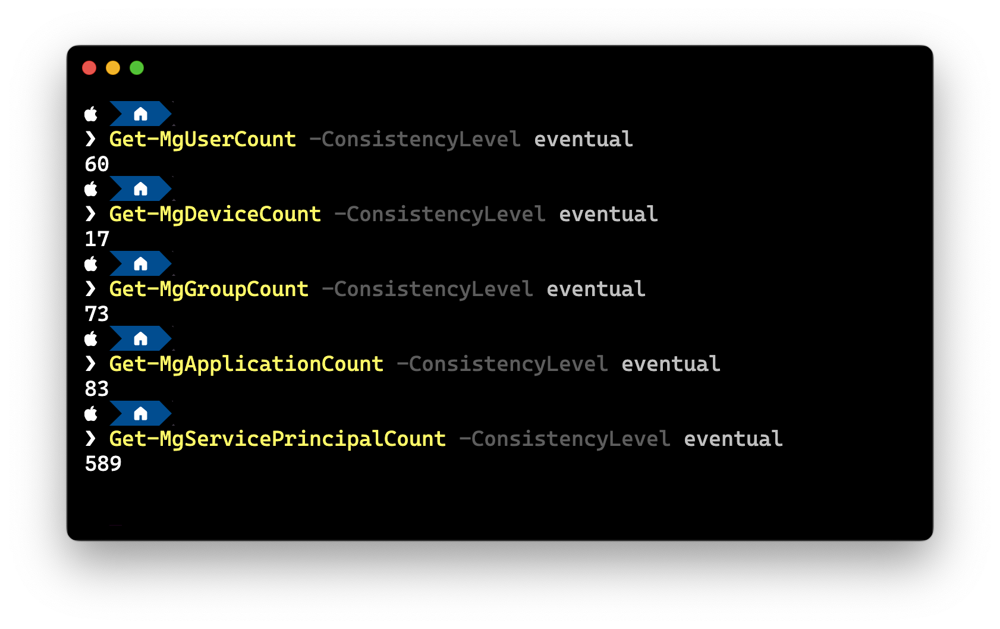 ❯ Get-MgUserCount -ConsistencyLevel eventual
60
❯ Get-MgDeviceCount -ConsistencyLevel eventual
17
❯ Get-MgGroupCount -ConsistencyLevel eventual
73
❯ Get-MgApplicationCount -ConsistencyLevel eventual
83
❯ Get-MgServicePrincipalCount -ConsistencyLevel eventual
589